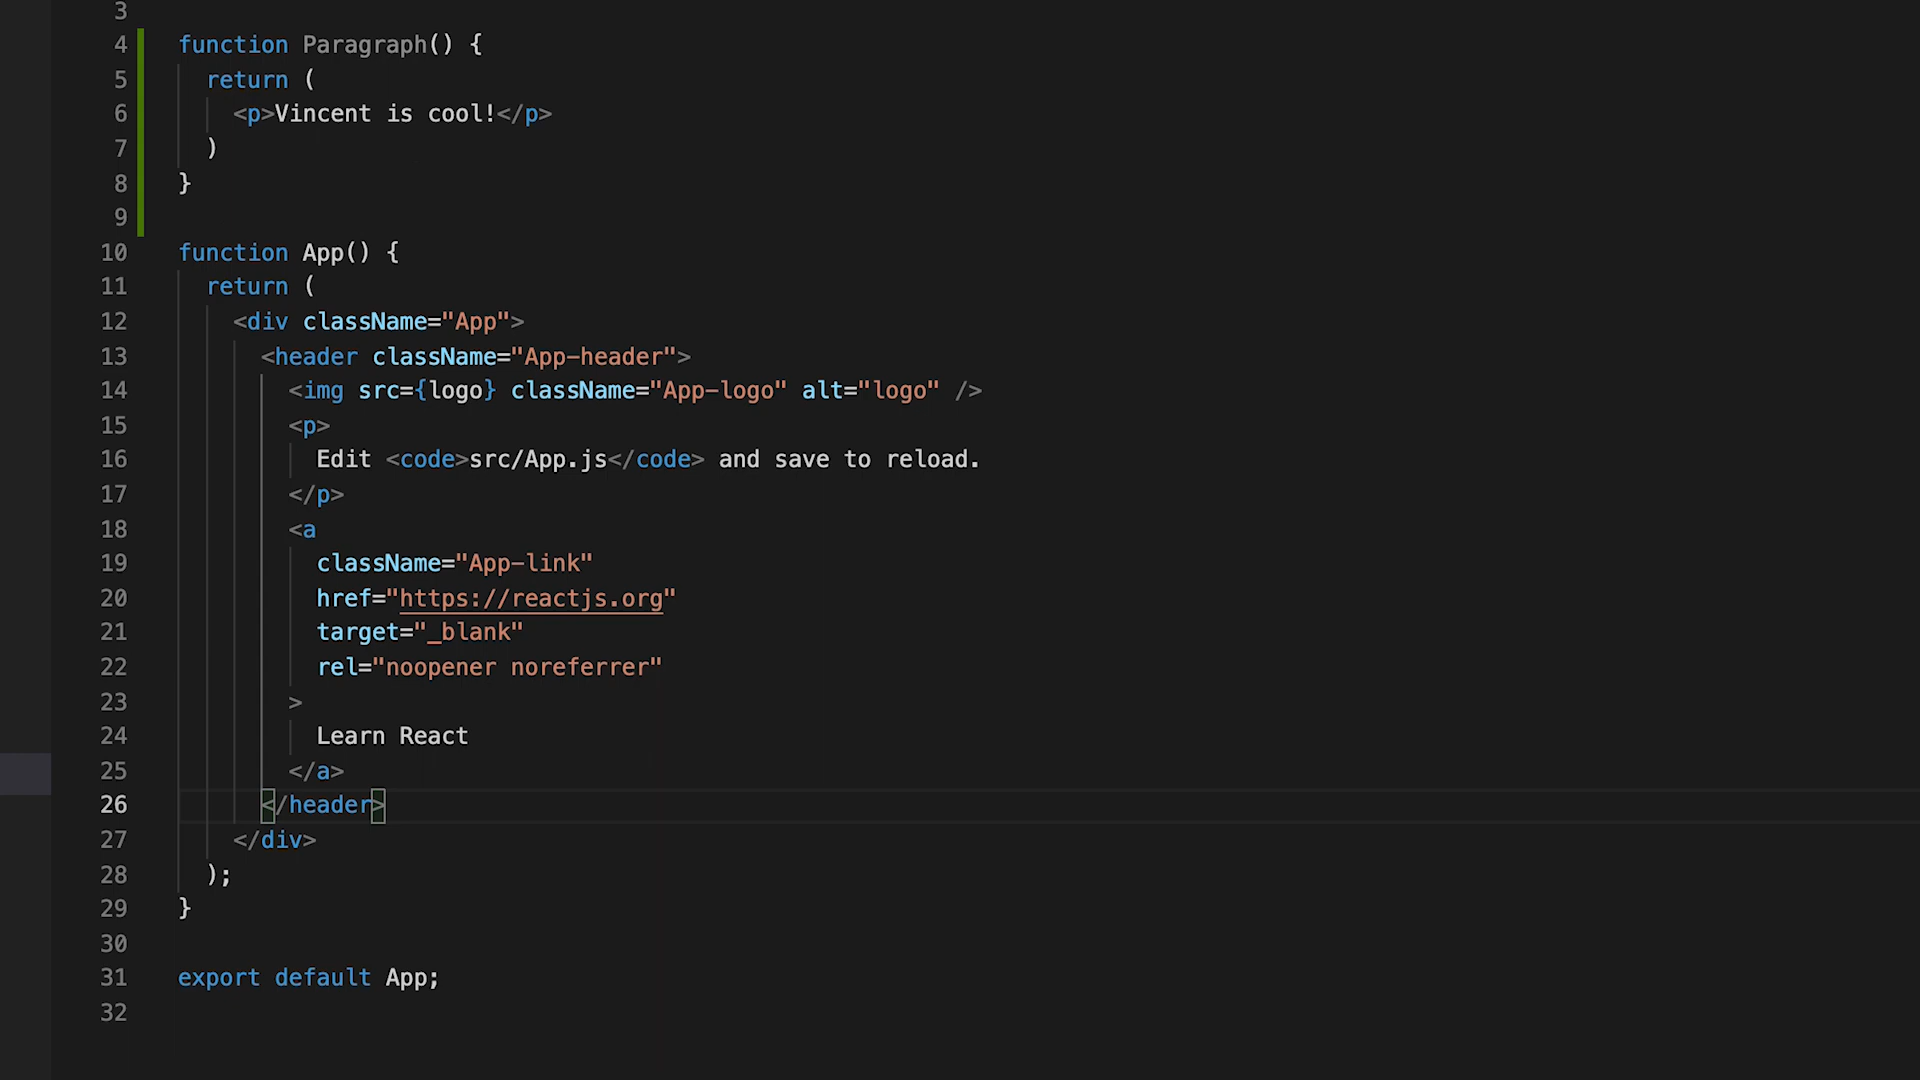 3
4 function Paragraph() {
5 return (
6 <p>Vincent is cool!</p>
7 )
8 }
9
10 function App() {
11 return (
12 <div className="App">
13 <header className="App-header">
14 <img src={logo} className="App-logo" alt="logo" />
15 <p>
16 Edit <code>src/App.js</code> and save to reload.
17 </p>
18 <a
19 className="App-link"
20 href="https://reactjs.org"
21 target="_blank"
22 rel="noopener noreferrer"
23 >
24 Learn React
25 </a>
26 </header>
27 </div>
28 );
29 }
30
31 export default App;
32